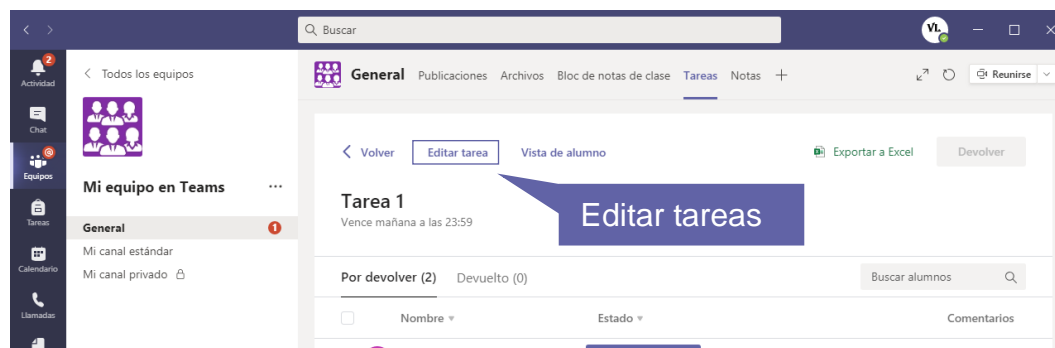 Buscar
VL
2
Actividad
Chat
@
Equipos
Tareas
Calendario
Llamadas
Todos los equipos
Mi equipo en Teams
General 1
Mi canal estándar
Mi canal privado
General Publicaciones Archivos Bloc de notas de clase Tareas Notas
Reunirse
Volver Editar tarea Vista de alumno Exportar a Excel Devolver
Tarea 1
Vence mañana a las 23:59
Editar tareas
Por devolver (2) Devuelto (0) Buscar alumnos
Nombre Estado Comentarios